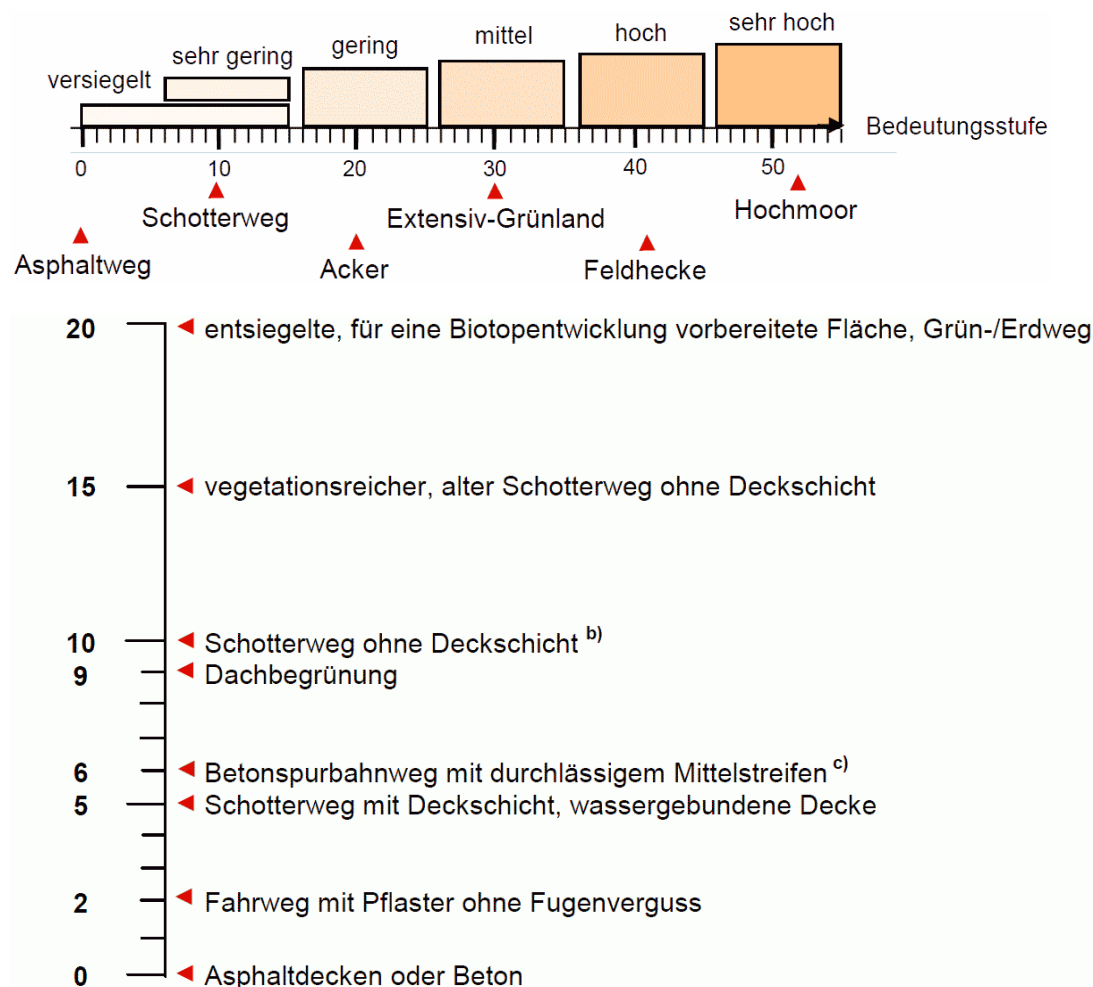 versiegelt sehr gering gering mittel hoch sehr hoch
Bedeutungsstufe
0 10 20 30 40 50
Schotterweg Extensiv-Grünland Hochmoor
Asphaltweg Acker Feldhecke
20 entsiegelte, für eine Biotopentwicklung vorbereitete Fläche, Grün-/Erdweg
15 vegetationsreicher, alter Schotterweg ohne Deckschicht
10 Schotterweg ohne Deckschicht b)
9 Dachbegrünung
6 Betonspurbahnweg mit durchlässigem Mittelstreifen c)
5 Schotterweg mit Deckschicht, wassergebundene Decke
2 Fahrweg mit Pflaster ohne Fugenverguss
0 Asphaltdecken oder Beton